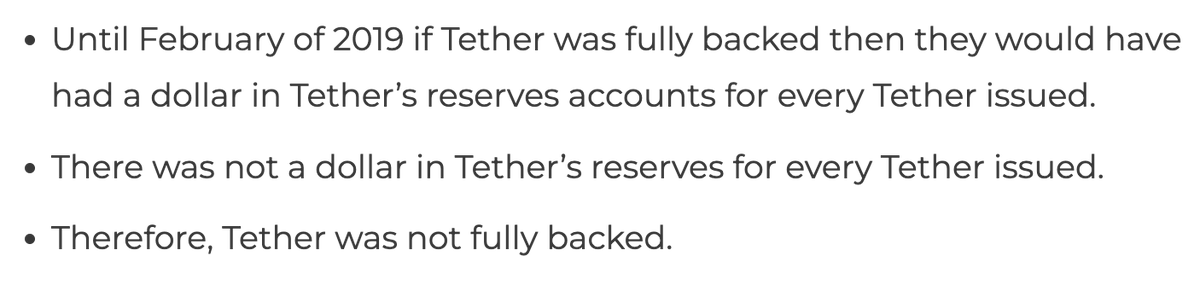 • Until February of 2019 if Tether was fully backed then they would have
had a dollar in Tether’s reserves accounts for every Tether issued.
• There was not a dollar in Tether’s reserves for every Tether issued.
• Therefore, Tether was not fully backed.